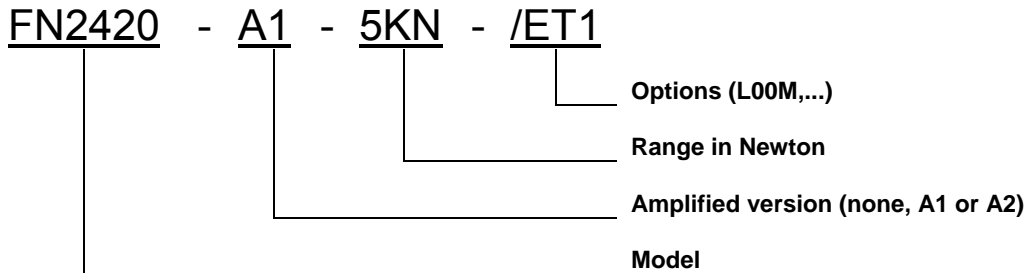 FN2420 - A1 - 5KN - /ET1
Options (L00M,...)
Range in Newton
Amplified version (none, A1 or A2)
Model